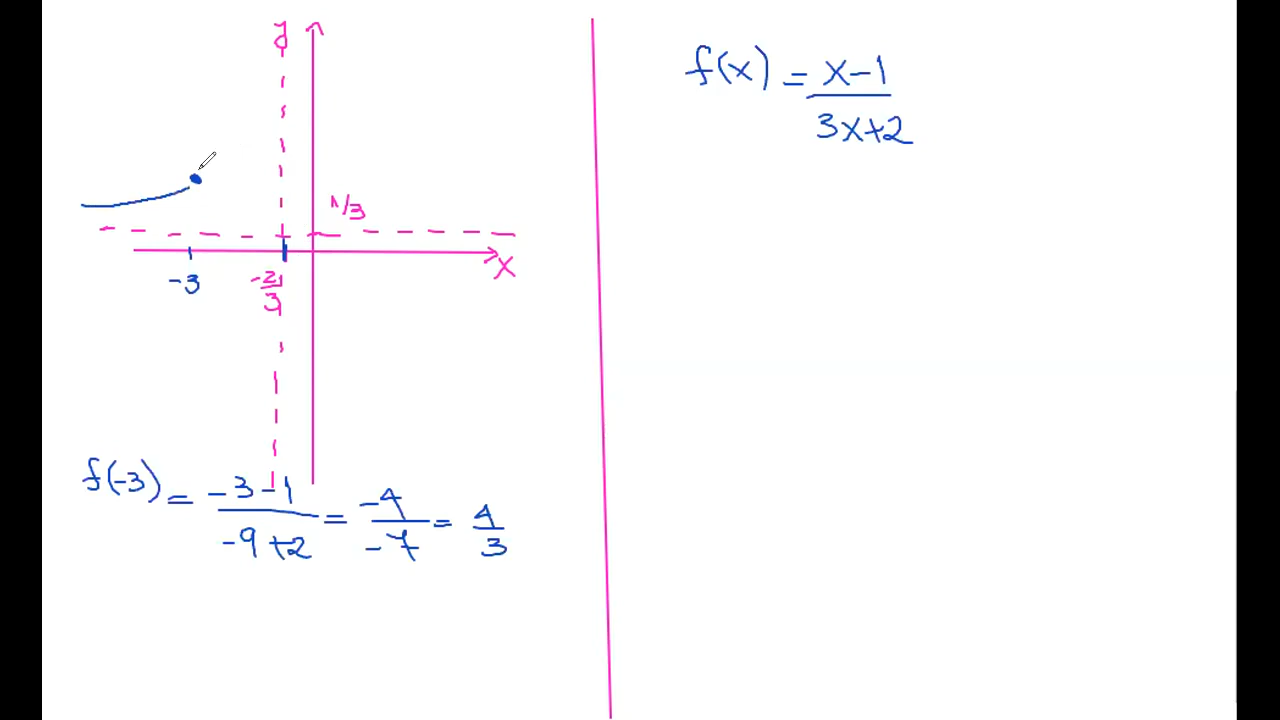 y
1/3
x
-3
-2/3
f(-3) = (-3-1)/(-9+2) = -4/-7 = 4/3
f(x) = (x-1)/(3x+2)